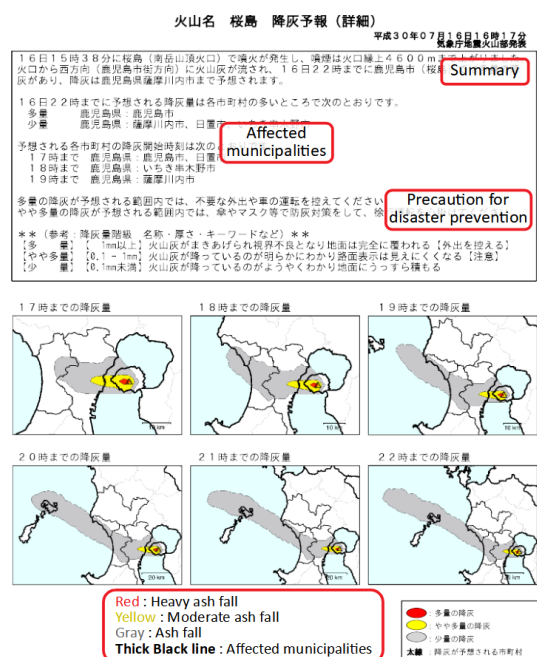 火山名 桜島 降灰予報（詳細）
平成３０年０７月１６日１６時１７分
気象庁地震火山部発表
１６日１５時３８分に桜島（南岳山頂火口）で噴火が発生し、噴煙は火口縁上４６００ｍ
火口から西方向（鹿児島市街方向）に火山灰が流され、１６日２２時までに鹿児島市（桜
灰があり、降灰は鹿児島県薩摩川内市まで予想されます。
Summary
１６日２２時までに予想される降灰量は各市町村の多いところで次のとおりです。
多量 鹿児島県：鹿児島市
少量 鹿児島県：薩摩川内市、日置市
Affected
municipalities
予想される各市町村の降灰開始時刻は次の
１７時まで 鹿児島県：鹿児島市、日置市
１８時まで 鹿児島県：いちき串木野市
１９時まで 鹿児島県：薩摩川内市
多量の降灰が予想される範囲内では、不要な外出や車の運転を控えてください
やや多量の降灰が予想される範囲内では、傘やマスク等で防灰対策をして、徐
Precaution for
disaster prevention
＊＊（参考：降灰量階級 名称・厚さ・キーワードなど）＊＊
【多 量】【 1mm以上】火山灰がまきあげられ視界不良となり地面は完全に覆われる【外出を控える】
【やや多量】【0.1 - 1mm】火山灰が降っているのが明らかにわかり路面表示は見えにくくなる【注意】
【少 量】【0.1mm未満】火山灰が降っているのがようやくわかり地面にうっすら積もる
１７時までの降灰量 １８時までの降灰量 １９時までの降灰量
10 km 10 km 10 km
２０時までの降灰量 ２１時までの降灰量 ２２時までの降灰量
20 km 20 km 20 km
Red : Heavy ash fall
Yellow : Moderate ash fall
Gray : Ash fall
Thick Black line : Affected municipalities
：多量の降灰
：やや多量の降灰
：少量の降灰
太線 ：降灰が予想される市町村